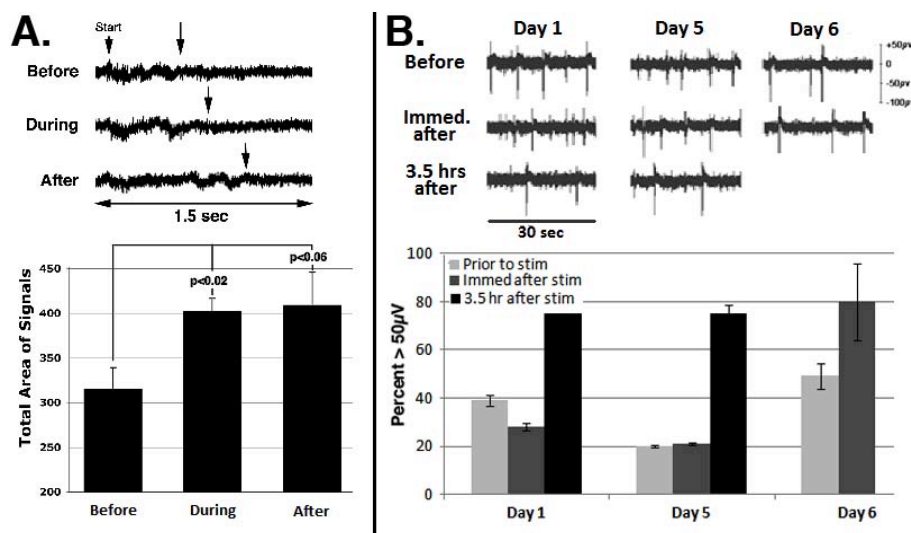 A.
Start
Before
During
After
1.5 sec
Total Area of Signals
450
400
350
300
250
200
p<0.02
p<0.06
Before During After
B.
Day 1 Day 5 Day 6
Before
Immed.
after
3.5 hrs
after
+50µv
0
-50µv
-100µv
30 sec
Percent > 50µV
100
80
60
40
20
0
Prior to stim
Immed after stim
3.5 hr after stim
Day 1 Day 5 Day 6